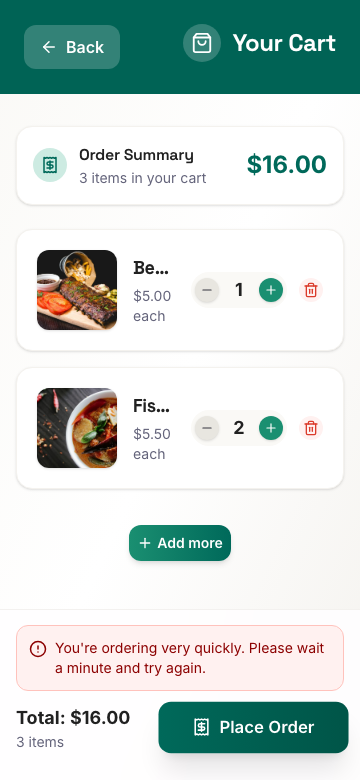 Back
Your Cart
Order Summary
3 items in your cart
$16.00
Be...
$5.00
each
1
Fis...
$5.50
each
2
Add more
You're ordering very quickly. Please wait
a minute and try again.
Total: $16.00
3 items
Place Order